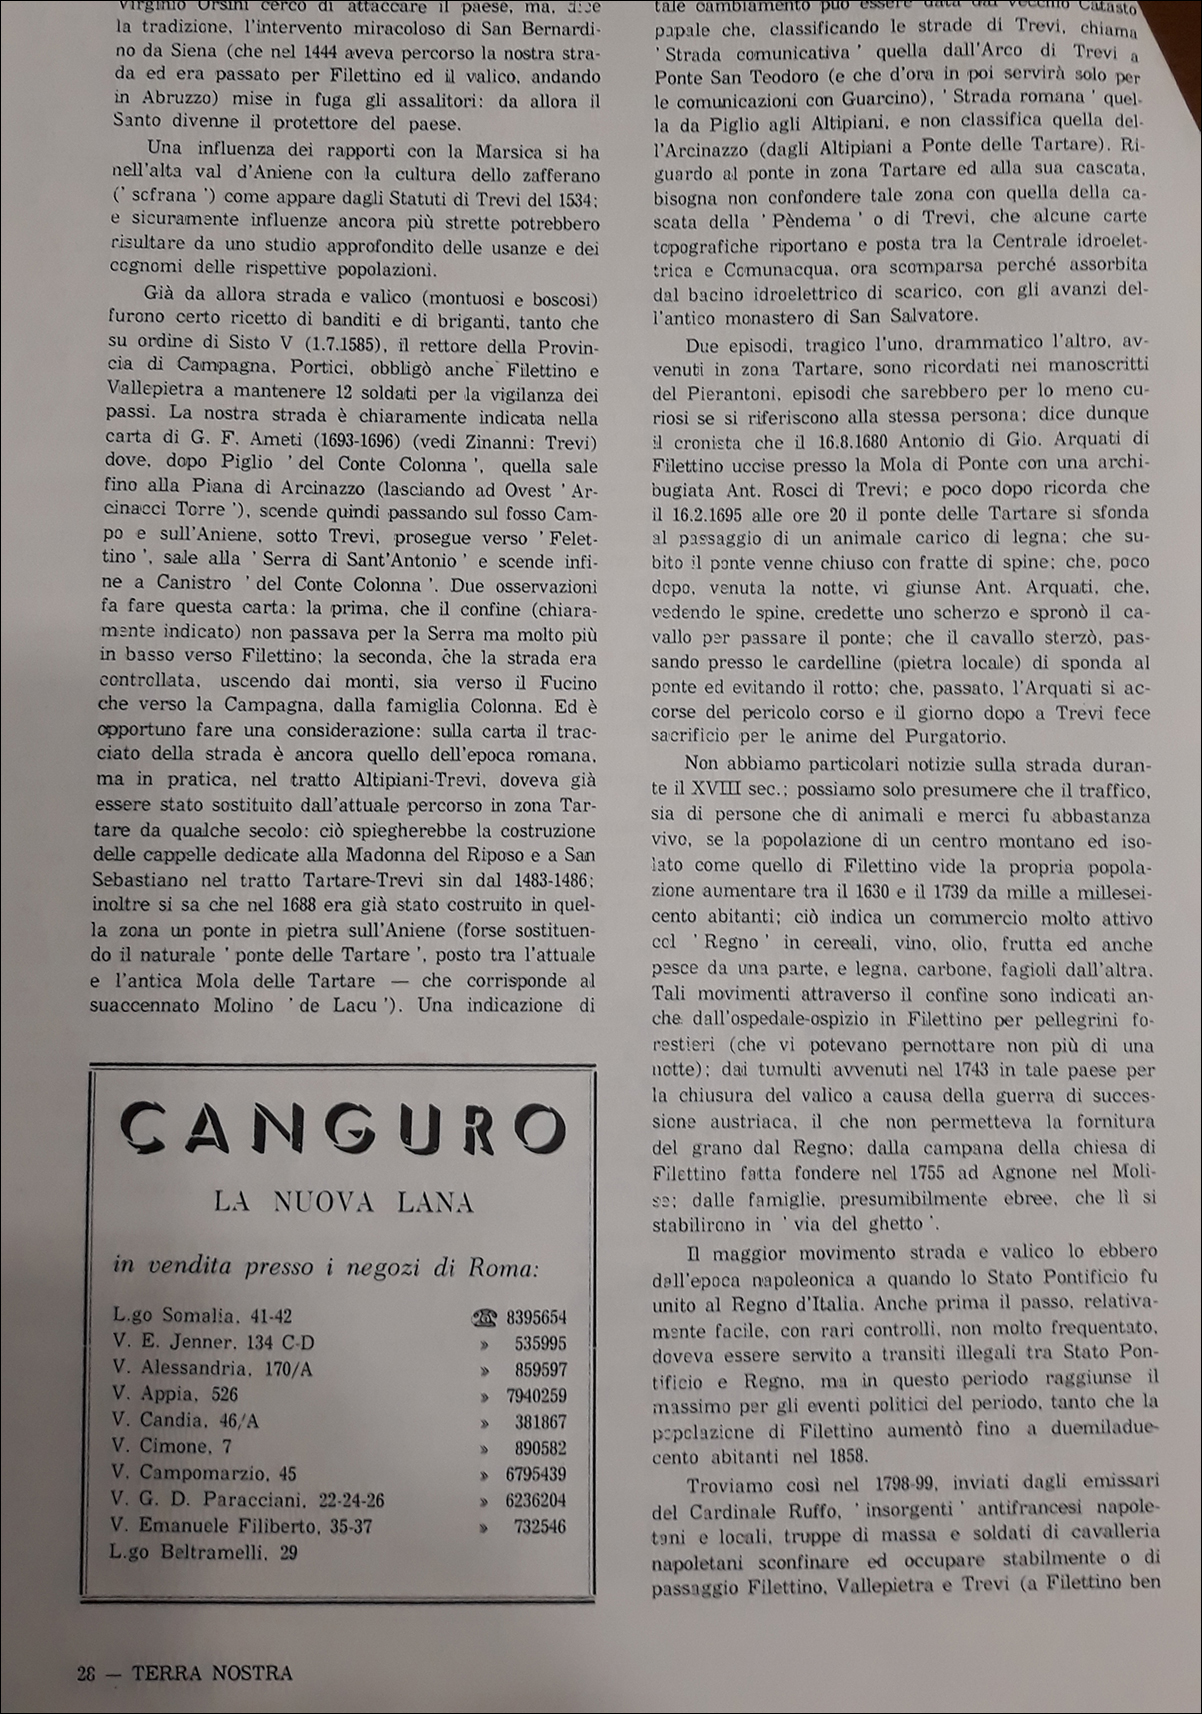 Virginio Orsini cercò di attaccare il paese, ma, dice
la tradizione, l'intervento miracoloso di San Bernardi-
no da Siena (che nel 1444 aveva percorso la nostra stra-
da ed era passato per Filettino ed il valico, andando
in Abruzzo) mise in fuga gli assalitori: da allora il
Santo divenne il protettore del paese.
Una influenza dei rapporti con la Marsica si ha
nell'alta val d'Aniene con la cultura dello zafferano
(' scfrana ') come appare dagli Statuti di Trevi del 1534;
e sicuramente influenze ancora più strette potrebbero
risultare da uno studio approfondito delle usanze e dei
cognomi delle rispettive popolazioni.
Già da allora strada e valico (montuosi e boscosi)
furono certo ricetto di banditi e di briganti, tanto che
su ordine di Sisto V (1.7.1585), il rettore della Provin-
cia di Campagna, Portici, obbligò anche Filettino e
Vallepietra a mantenere 12 soldati per la vigilanza dei
passi. La nostra strada è chiaramente indicata nella
carta di G. F. Ameti (1693-1696) (vedi Zinanni: Trevi)
dove, dopo Piglio ' del Conte Colonna ', quella sale
fino alla Piana di Arcinazzo (lasciando ad Ovest ' Ar-
cinacci Torre '), scende quindi passando sul fosso Cam-
po e sull'Aniene, sotto Trevi, prosegue verso ' Felet-
tino ', sale alla ' Serra di Sant'Antonio ' e scende infi-
ne a Canistro ' del Conte Colonna '. Due osservazioni
fa fare questa carta: la prima, che il confine (chiara-
mente indicato) non passava per la Serra ma molto più
in basso verso Filettino; la seconda, che la strada era
controllata, uscendo dai monti, sia verso il Fucino
che verso la Campagna, dalla famiglia Colonna. Ed è
opportuno fare una considerazione: sulla carta il trac-
ciato della strada è ancora quello dell'epoca romana,
ma in pratica, nel tratto Altipiani-Trevi, doveva già
essere stato sostituito dall'attuale percorso in zona Tar-
tare da qualche secolo: ciò spiegherebbe la costruzione
delle cappelle dedicate alla Madonna del Riposo e a San
Sebastiano nel tratto Tartare-Trevi sin dal 1483-1486;
inoltre si sa che nel 1688 era già stato costruito in quel-
la zona un ponte in pietra sull'Aniene (forse sostituen-
do il naturale ' ponte delle Tartare ', posto tra l'attuale
e l'antica Mola delle Tartare — che corrisponde al
suaccennato Molino ' de Lacu '). Una indicazione di
CANGURO
LA NUOVA LANA
in vendita presso i negozi di Roma:
L.go Somalia, 41-42 ☎ 8395654
V. E. Jenner, 134 C-D » 535995
V. Alessandria, 170/A » 859597
V. Appia, 526 » 7940259
V. Candia, 46/A » 381867
V. Cimone, 7 » 890582
V. Campomarzio, 45 » 6795439
V. G. D. Paracciani, 22-24-26 » 6236204
V. Emanuele Filiberto, 35-37 » 732546
L.go Beltramelli, 29
28 — TERRA NOSTRA
tale cambiamento può essere data dal vecchio Catasto
papale che, classificando le strade di Trevi, chiama
' Strada comunicativa ' quella dall'Arco di Trevi a
Ponte San Teodoro (e che d'ora in poi servirà solo per
le comunicazioni con Guarcino), ' Strada romana ' quel-
la da Piglio agli Altipiani, e non classifica quella del-
l'Arcinazzo (dagli Altipiani a Ponte delle Tartare). Ri-
guardo al ponte in zona Tartare ed alla sua cascata,
bisogna non confondere tale zona con quella della ca-
scata della ' Pèndema ' o di Trevi, che alcune carte
topografiche riportano e posta tra la Centrale idroelet-
trica e Comunacqua, ora scomparsa perché assorbita
dal bacino idroelettrico di scarico, con gli avanzi del-
l'antico monastero di San Salvatore.
Due episodi, tragico l'uno, drammatico l'altro, av-
venuti in zona Tartare, sono ricordati nei manoscritti
del Pierantoni, episodi che sarebbero per lo meno cu-
riosi se si riferiscono alla stessa persona; dice dunque
il cronista che il 16.8.1680 Antonio di Gio. Arquati di
Filettino uccise presso la Mola di Ponte con una archi-
bugiata Ant. Rosci di Trevi; e poco dopo ricorda che
il 16.2.1695 alle ore 20 il ponte delle Tartare si sfonda
al passaggio di un animale carico di legna; che su-
bito il ponte venne chiuso con fratte di spine; che, poco
dopo, venuta la notte, vi giunse Ant. Arquati, che,
vedendo le spine, credette uno scherzo e spronò il ca-
vallo per passare il ponte; che il cavallo sterzò, pas-
sando presso le cardelline (pietra locale) di sponda al
ponte ed evitando il rotto; che, passato, l'Arquati si ac-
corse del pericolo corso e il giorno dopo a Trevi fece
sacrificio per le anime del Purgatorio.
Non abbiamo particolari notizie sulla strada duran-
te il XVIII sec.; possiamo solo presumere che il traffico,
sia di persone che di animali e merci fu abbastanza
vivo, se la popolazione di un centro montano ed iso-
lato come quello di Filettino vide la propria popola-
zione aumentare tra il 1630 e il 1739 da mille a millesei-
cento abitanti; ciò indica un commercio molto attivo
col ' Regno ' in cereali, vino, olio, frutta ed anche
pesce da una parte, e legna, carbone, fagioli dall'altra.
Tali movimenti attraverso il confine sono indicati an-
che dall'ospedale-ospizio in Filettino per pellegrini fo-
restieri (che vi potevano pernottare non più di una
notte); dai tumulti avvenuti nel 1743 in tale paese per
la chiusura del valico a causa della guerra di succes-
sione austriaca, il che non permetteva la fornitura
del grano dal Regno; dalla campana della chiesa di
Filettino fatta fondere nel 1755 ad Agnone nel Moli-
se; dalle famiglie, presumibilmente ebree, che lì si
stabilirono in ' via del ghetto '.
Il maggior movimento strada e valico lo ebbero
dall'epoca napoleonica a quando lo Stato Pontificio fu
unito al Regno d'Italia. Anche prima il passo, relativa-
mente facile, con rari controlli, non molto frequentato,
doveva essere servito a transiti illegali tra Stato Pon-
tificio e Regno, ma in questo periodo raggiunse il
massimo per gli eventi politici del periodo, tanto che la
popolazione di Filettino aumentò fino a duemiladue-
cento abitanti nel 1858.
Troviamo così nel 1798-99, inviati dagli emissari
del Cardinale Ruffo, ' insorgenti ' antifrancesi napole-
tani e locali, truppe di massa e soldati di cavalleria
napoletani sconfinare ed occupare stabilmente o di
passaggio Filettino, Vallepietra e Trevi (a Filettino ben